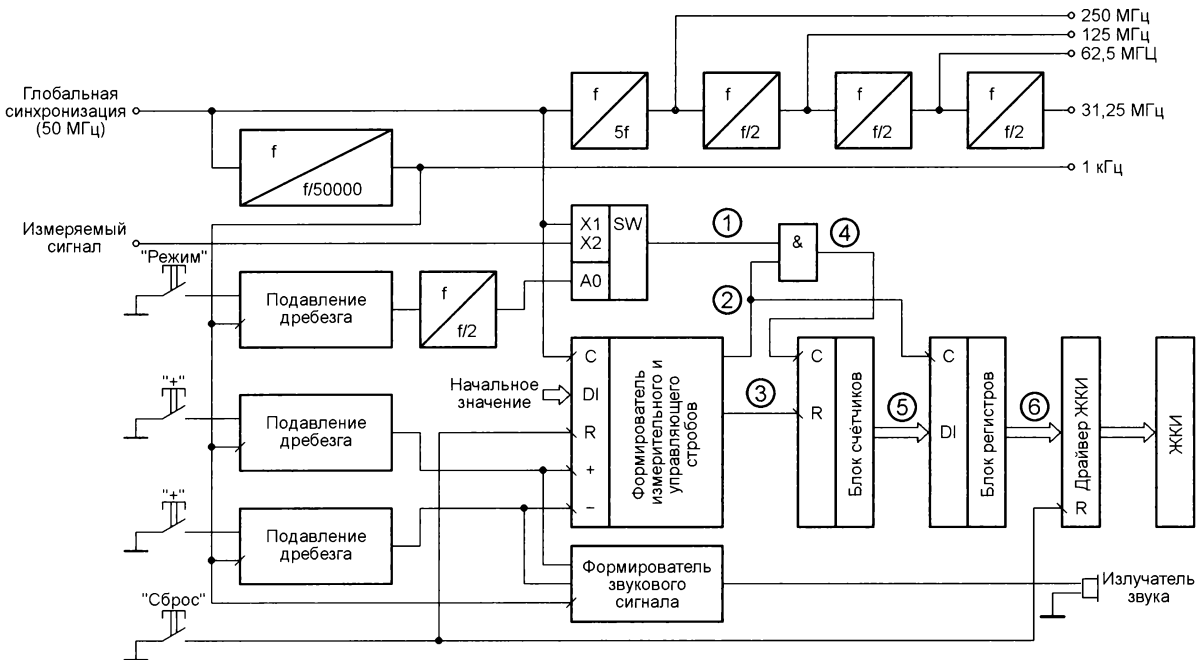 250 МГц
125 МГц
62,5 МГЦ
Глобальная
синхронизация
(50 МГц)
f
5f
f
f/2
f
f/2
f
f/2
31,25 МГц
f
f/50000
1 кГц
Измеряемый
сигнал
X1
X2
A0
SW
1
&
4
"Режим"
Подавление
дребезга
f
f/2
2
Начальное
значение
C
DI
R
+
−
Формирователь
измерительного и
управляющего
стробов
3
C
R
Блок счётчиков
5
C
DI
Блок регистров
6
Драйвер ЖКИ
R
ЖКИ
"+"
Подавление
дребезга
"+"
Подавление
дребезга
Формирователь
звукового
сигнала
Излучатель
звука
"Сброс"